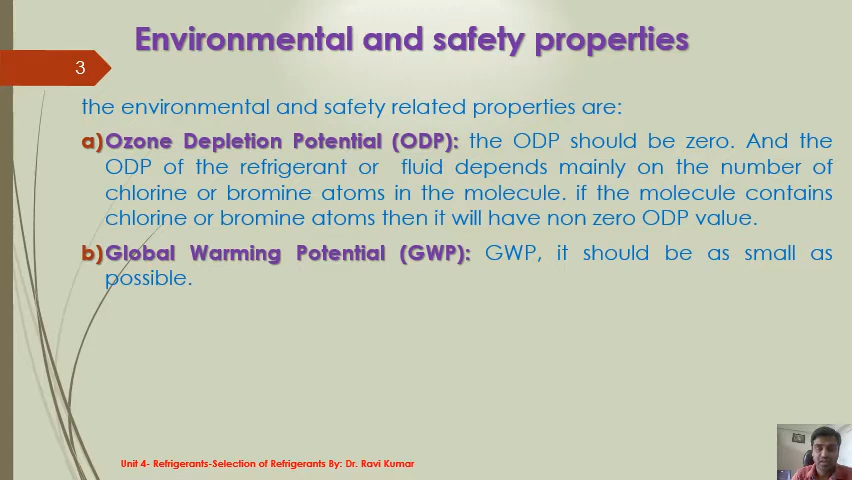 Environmental and safety properties
3
the environmental and safety related properties are:
a)Ozone Depletion Potential (ODP): the ODP should be zero. And the
ODP of the refrigerant or fluid depends mainly on the number of
chlorine or bromine atoms in the molecule. if the molecule contains
chlorine or bromine atoms then it will have non zero ODP value.
b)Global Warming Potential (GWP): GWP, it should be as small as
possible.
Unit 4- Refrigerants-Selection of Refrigerants By: Dr. Ravi Kumar